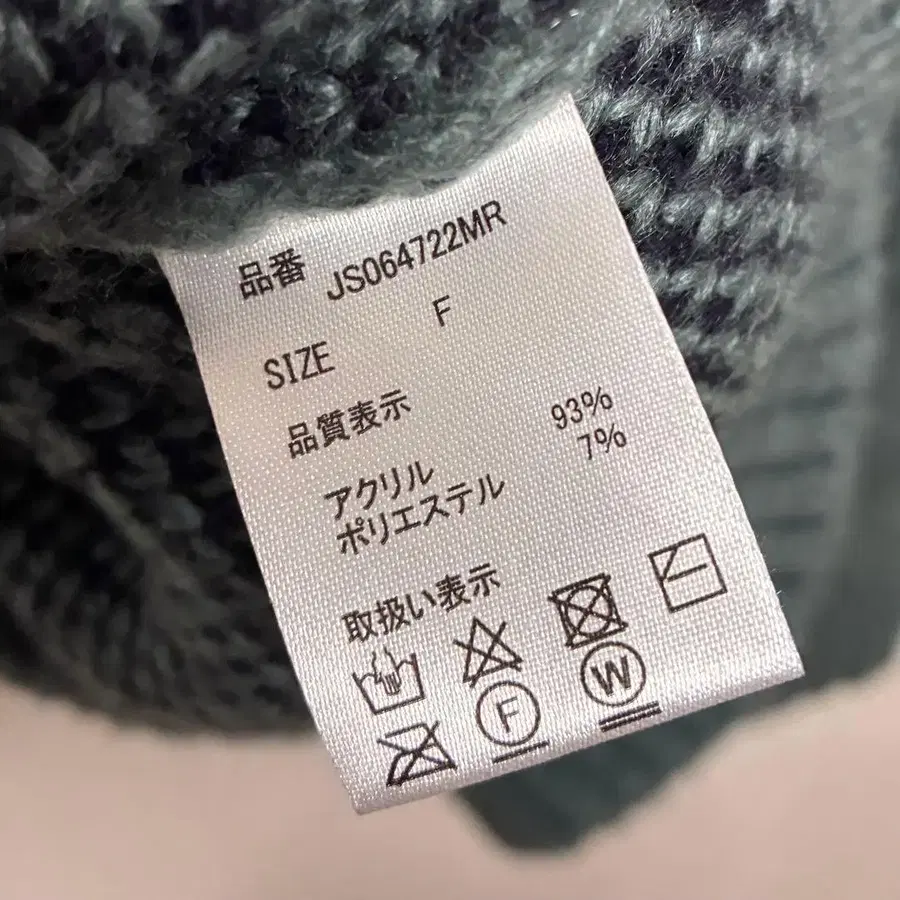 品番 JS064722MR
SIZE F
品質表示
アクリル 93%
ポリエステル 7%
取扱い表示
F W